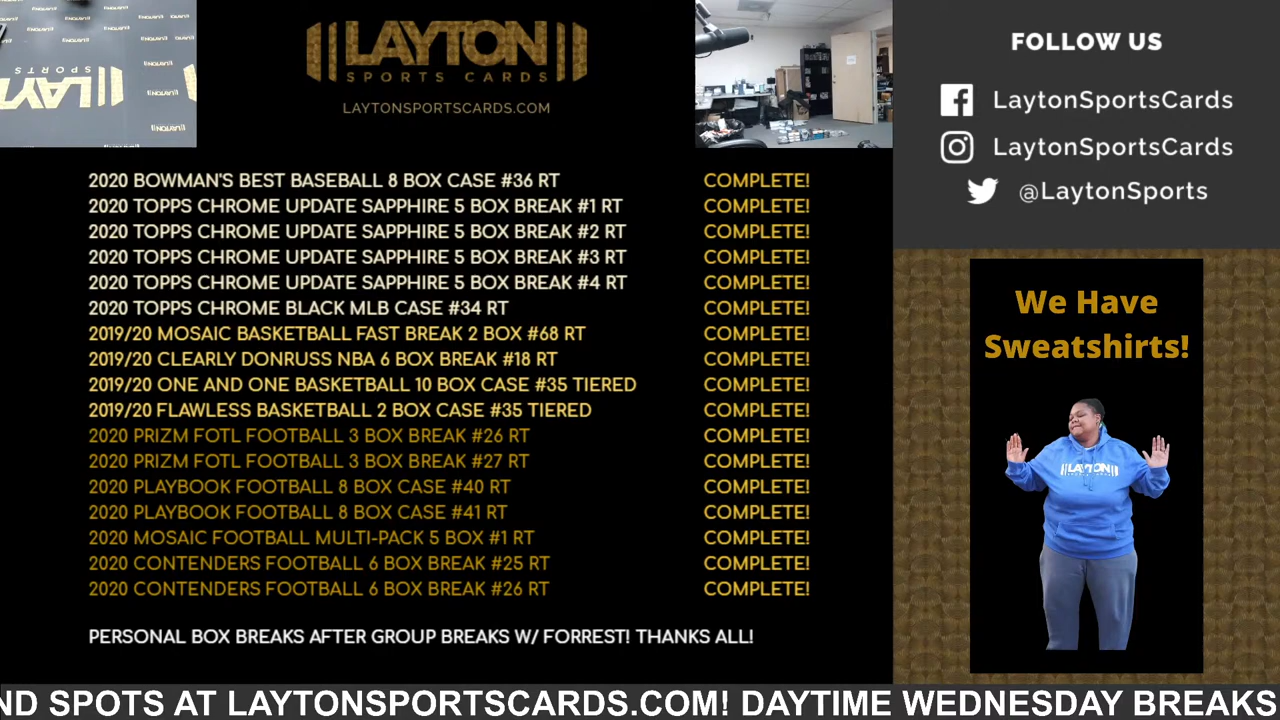 LAYTON
SPORTS CARDS
LAYTONSPORTSCARDS.COM
2020 BOWMAN'S BEST BASEBALL 8 BOX CASE #36 RT COMPLETE!
2020 TOPPS CHROME UPDATE SAPPHIRE 5 BOX BREAK #1 RT COMPLETE!
2020 TOPPS CHROME UPDATE SAPPHIRE 5 BOX BREAK #2 RT COMPLETE!
2020 TOPPS CHROME UPDATE SAPPHIRE 5 BOX BREAK #3 RT COMPLETE!
2020 TOPPS CHROME UPDATE SAPPHIRE 5 BOX BREAK #4 RT COMPLETE!
2020 TOPPS CHROME BLACK MLB CASE #34 RT COMPLETE!
2019/20 MOSAIC BASKETBALL FAST BREAK 2 BOX #68 RT COMPLETE!
2019/20 CLEARLY DONRUSS NBA 6 BOX BREAK #18 RT COMPLETE!
2019/20 ONE AND ONE BASKETBALL 10 BOX CASE #35 TIERED COMPLETE!
2019/20 FLAWLESS BASKETBALL 2 BOX CASE #35 TIERED COMPLETE!
2020 PRIZM FOTL FOOTBALL 3 BOX BREAK #26 RT COMPLETE!
2020 PRIZM FOTL FOOTBALL 3 BOX BREAK #27 RT COMPLETE!
2020 PLAYBOOK FOOTBALL 8 BOX CASE #40 RT COMPLETE!
2020 PLAYBOOK FOOTBALL 8 BOX CASE #41 RT COMPLETE!
2020 MOSAIC FOOTBALL MULTI-PACK 5 BOX #1 RT COMPLETE!
2020 CONTENDERS FOOTBALL 6 BOX BREAK #25 RT COMPLETE!
2020 CONTENDERS FOOTBALL 6 BOX BREAK #26 RT COMPLETE!
PERSONAL BOX BREAKS AFTER GROUP BREAKS W/ FORREST! THANKS ALL!
FOLLOW US
LaytonSportsCards
LaytonSportsCards
@LaytonSports
We Have
Sweatshirts!
LAYTON
ND SPOTS AT LAYTONSPORTSCARDS.COM! DAYTIME WEDNESDAY BREAKS